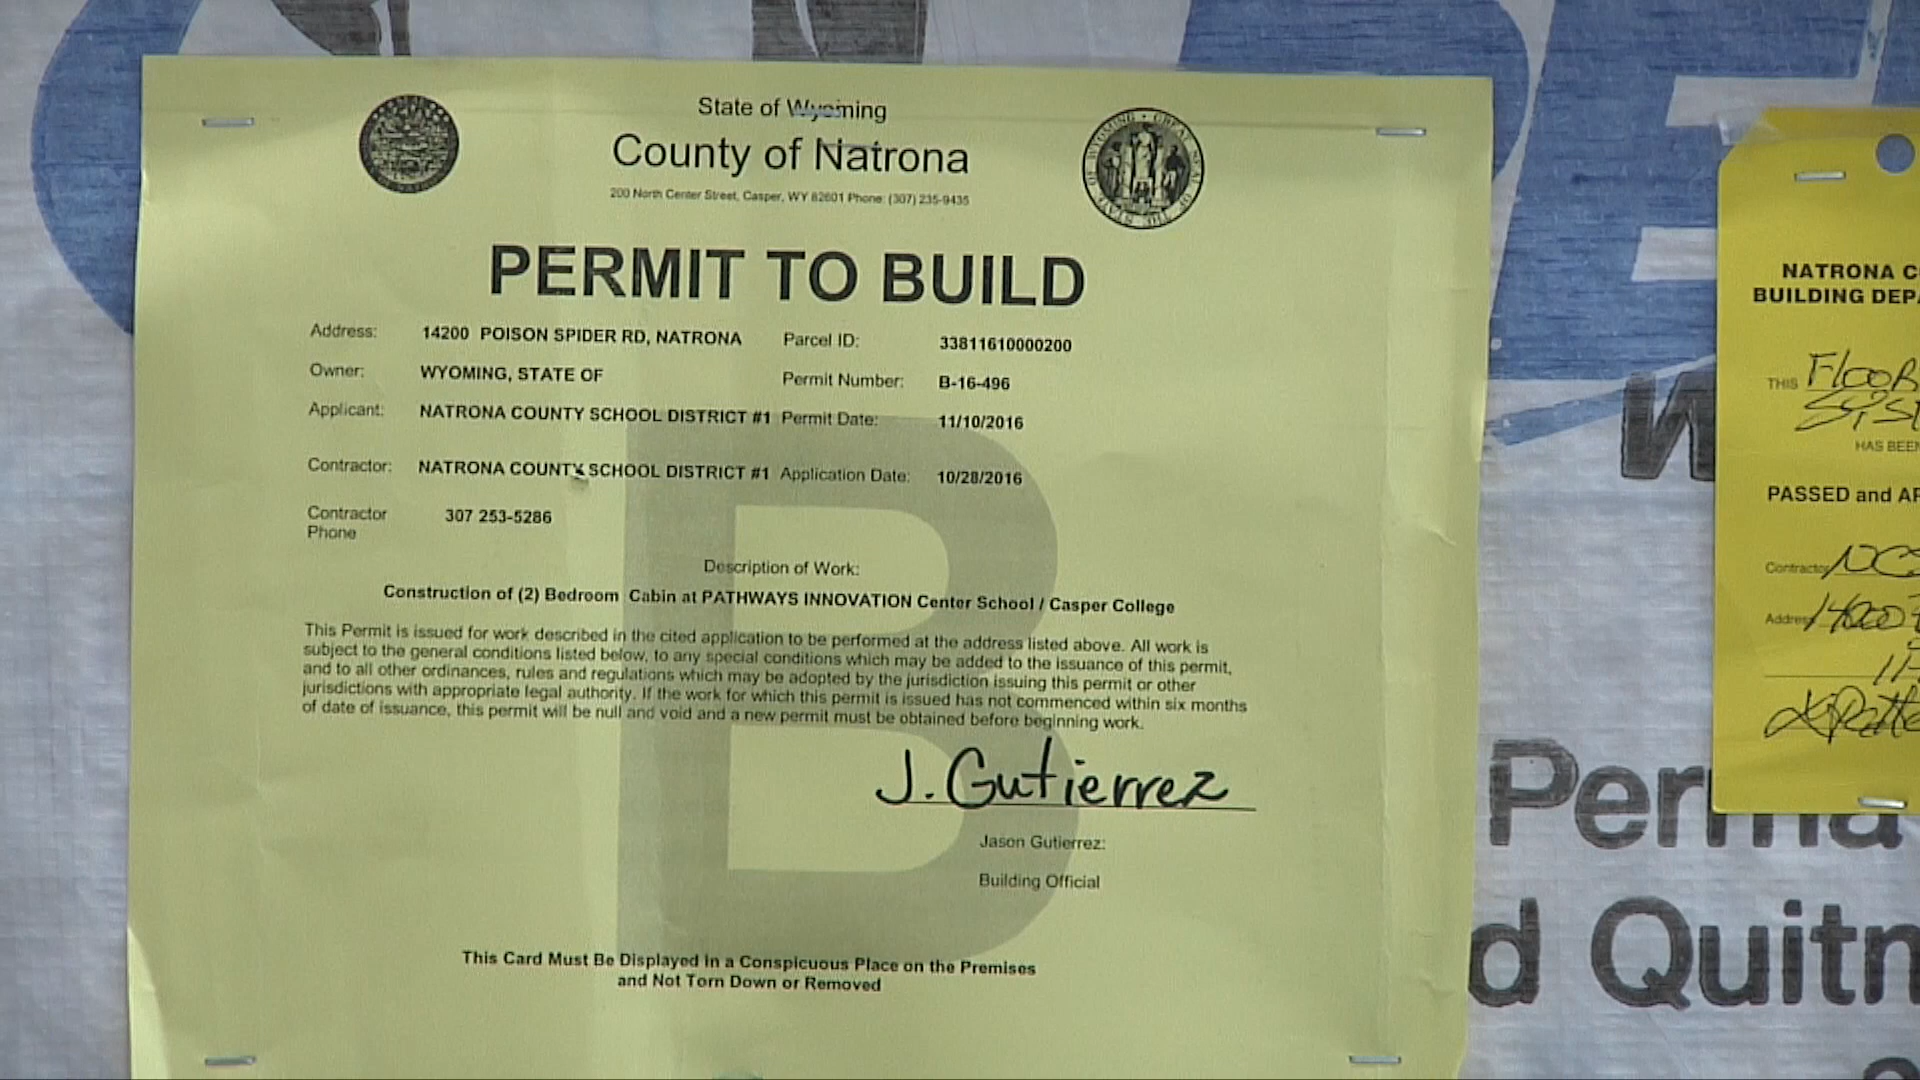 State of Wyoming
County of Natrona
200 North Center Street, Casper, WY 82601 Phone: (307) 235-9435
PERMIT TO BUILD
Address: 14200 POISON SPIDER RD, NATRONA Parcel ID: 33811610000200
Owner: WYOMING, STATE OF Permit Number: B-16-496
Applicant: NATRONA COUNTY SCHOOL DISTRICT #1 Permit Date: 11/10/2016
Contractor: NATRONA COUNTY SCHOOL DISTRICT #1 Application Date: 10/28/2016
Contractor Phone 307 253-5286
Description of Work:
Construction of (2) Bedroom Cabin at PATHWAYS INNOVATION Center School / Casper College
This Permit is issued for work described in the cited application to be performed at the address listed above. All work is
subject to the general conditions listed below, to any special conditions which may be added to the issuance of this permit,
and to all other ordinances, rules and regulations which may be adopted by the jurisdiction issuing this permit or other
jurisdictions with appropriate legal authority. If the work for which this permit is issued has not commenced within six months
of date of issuance, this permit will be null and void and a new permit must be obtained before beginning work.
J. Gutierrez
Jason Gutierrez:
Building Official
This Card Must Be Displayed in a Conspicuous Place on the Premises
and Not Torn Down or Removed
B
NATRONA C
BUILDING DEPA
THIS FLOOR
HAS BEEN
PASSED and AP
Contractor NCS
Address 14200
Perma
d Quitn